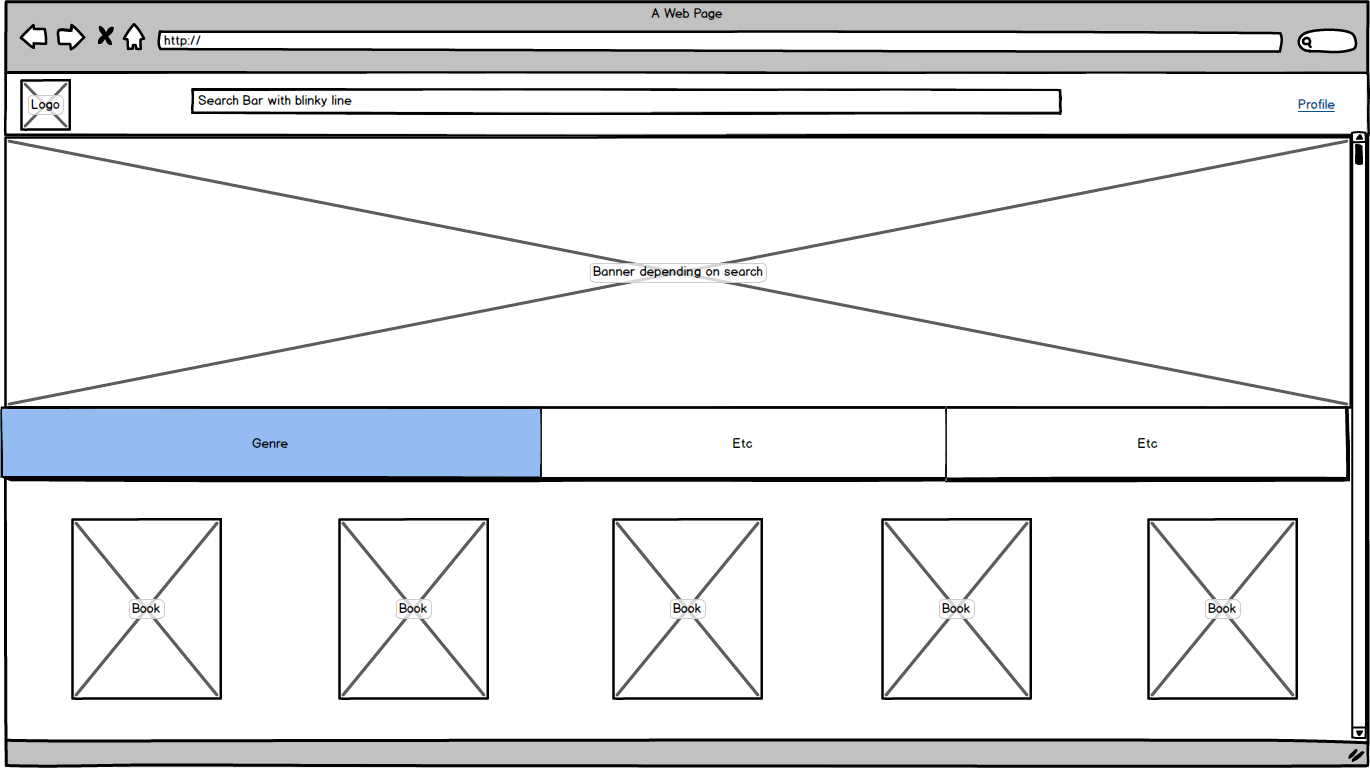 A Web Page
http://
Logo
Search Bar with blinky line
Profile
Banner depending on search
Genre
Etc
Etc
Book
Book
Book
Book
Book